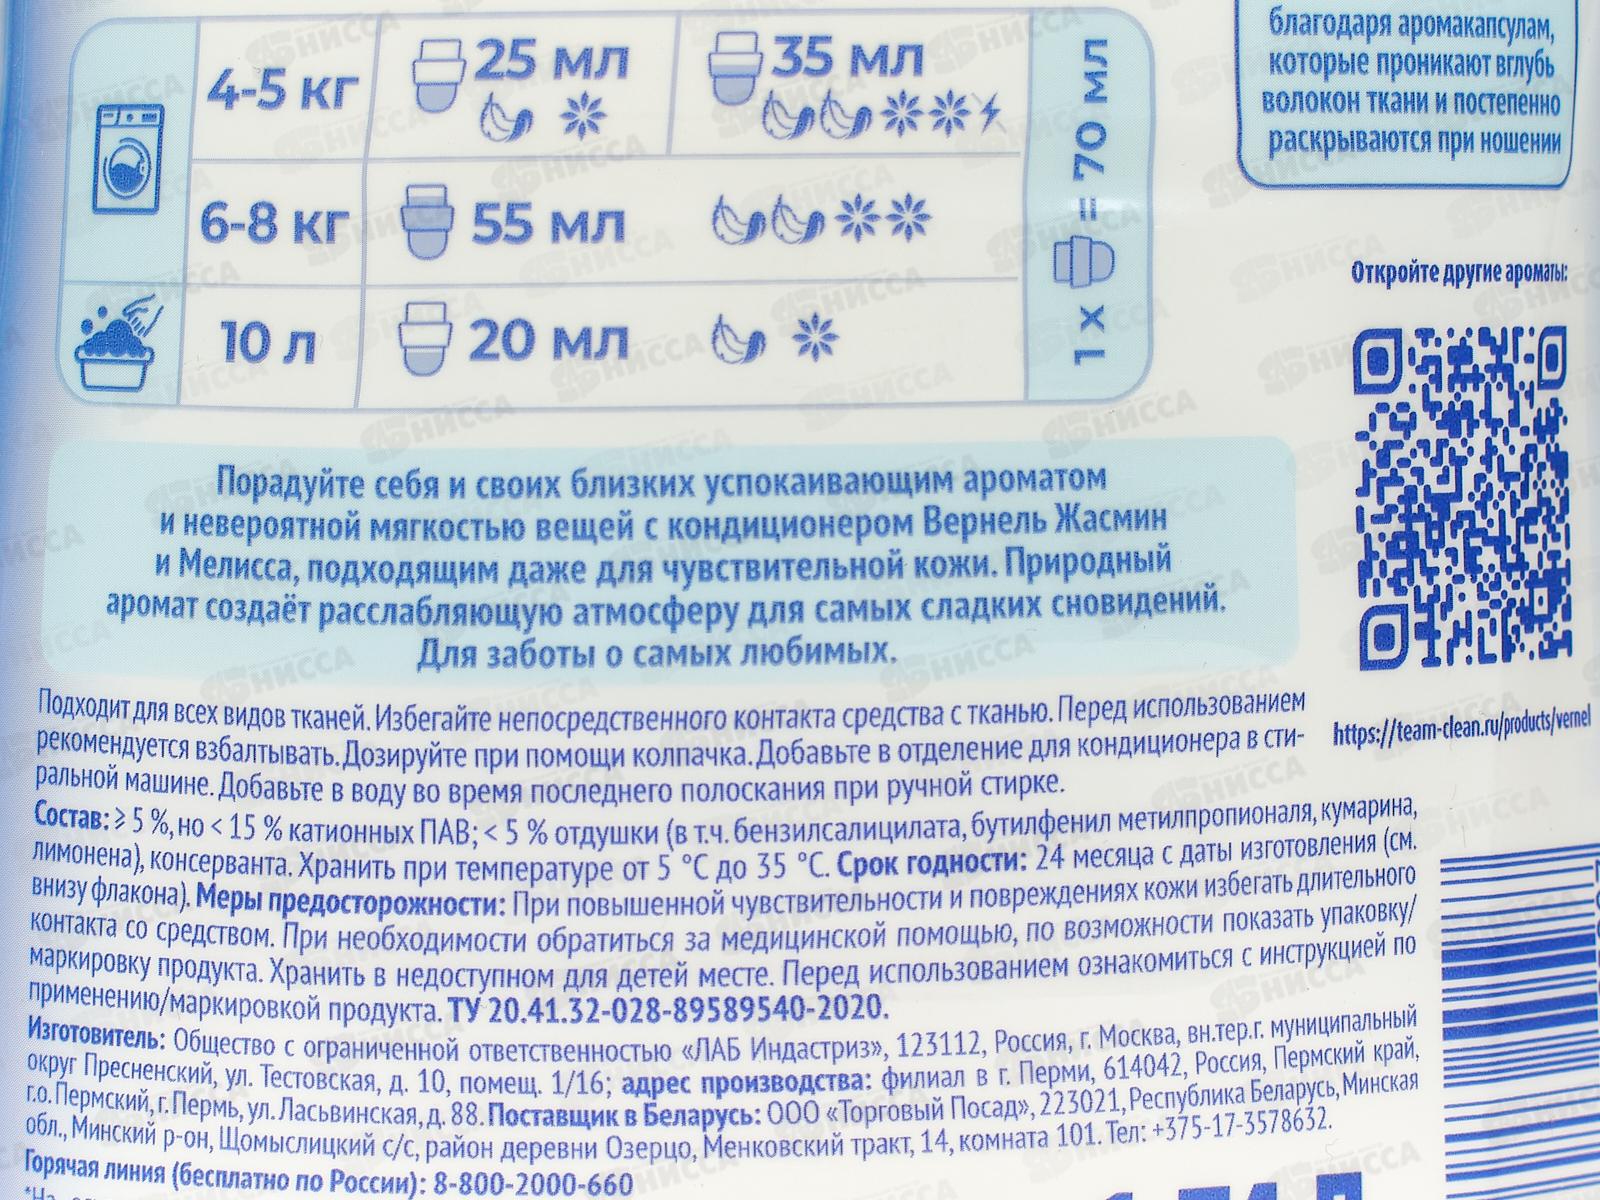 благодаря аромакапсулам,
которые проникают вглубь
волокон ткани и постепенно
раскрываются при ношении
4-5 кг 25 мл 35 мл
6-8 кг 55 мл
10 л 20 мл
1 x = 70 мл
Откройте другие ароматы:
https://team-clean.ru/products/vernel
Порадуйте себя и своих близких успокаивающим ароматом
и невероятной мягкостью вещей с кондиционером Вернель Жасмин
и Мелисса, подходящим даже для чувствительной кожи. Природный
аромат создаёт расслабляющую атмосферу для самых сладких сновидений.
Для заботы о самых любимых.
Подходит для всех видов тканей. Избегайте непосредственного контакта средства с тканью. Перед использованием
рекомендуется взбалтывать. Дозируйте при помощи колпачка. Добавьте в отделение для кондиционера в сти-
ральной машине. Добавьте в воду во время последнего полоскания при ручной стирке.
Состав: ≥ 5 %, но < 15 % катионных ПАВ; < 5 % отдушки (в т.ч. бензилсалицилата, бутилфенил метилпропионаля, кумарина,
лимонена), консерванта. Хранить при температуре от 5 °C до 35 °C. Срок годности: 24 месяца с даты изготовления (см.
внизу флакона). Меры предосторожности: При повышенной чувствительности и повреждениях кожи избегать длительного
контакта со средством. При необходимости обратиться за медицинской помощью, по возможности показать упаковку/
маркировку продукта. Хранить в недоступном для детей месте. Перед использованием ознакомиться с инструкцией по
применению/маркировкой продукта. ТУ 20.41.32-028-89589540-2020.
Изготовитель: Общество с ограниченной ответственностью «ЛАБ Индастриз», 123112, Россия, г. Москва, вн.тер.г. муниципальный
округ Пресненский, ул. Тестовская, д. 10, помещ. 1/16; адрес производства: филиал в г. Перми, 614042, Россия, Пермский край,
г.о. Пермский, г. Пермь, ул. Ласьвинская, д. 88. Поставщик в Беларусь: ООО «Торговый Посад», 223021, Республика Беларусь, Минская
обл., Минский р-он, Щомыслицкий с/с, район деревни Озерцо, Менковский тракт, 14, комната 101. Тел: +375-17-3578632.
Горячая линия (бесплатно по России): 8-800-2000-660